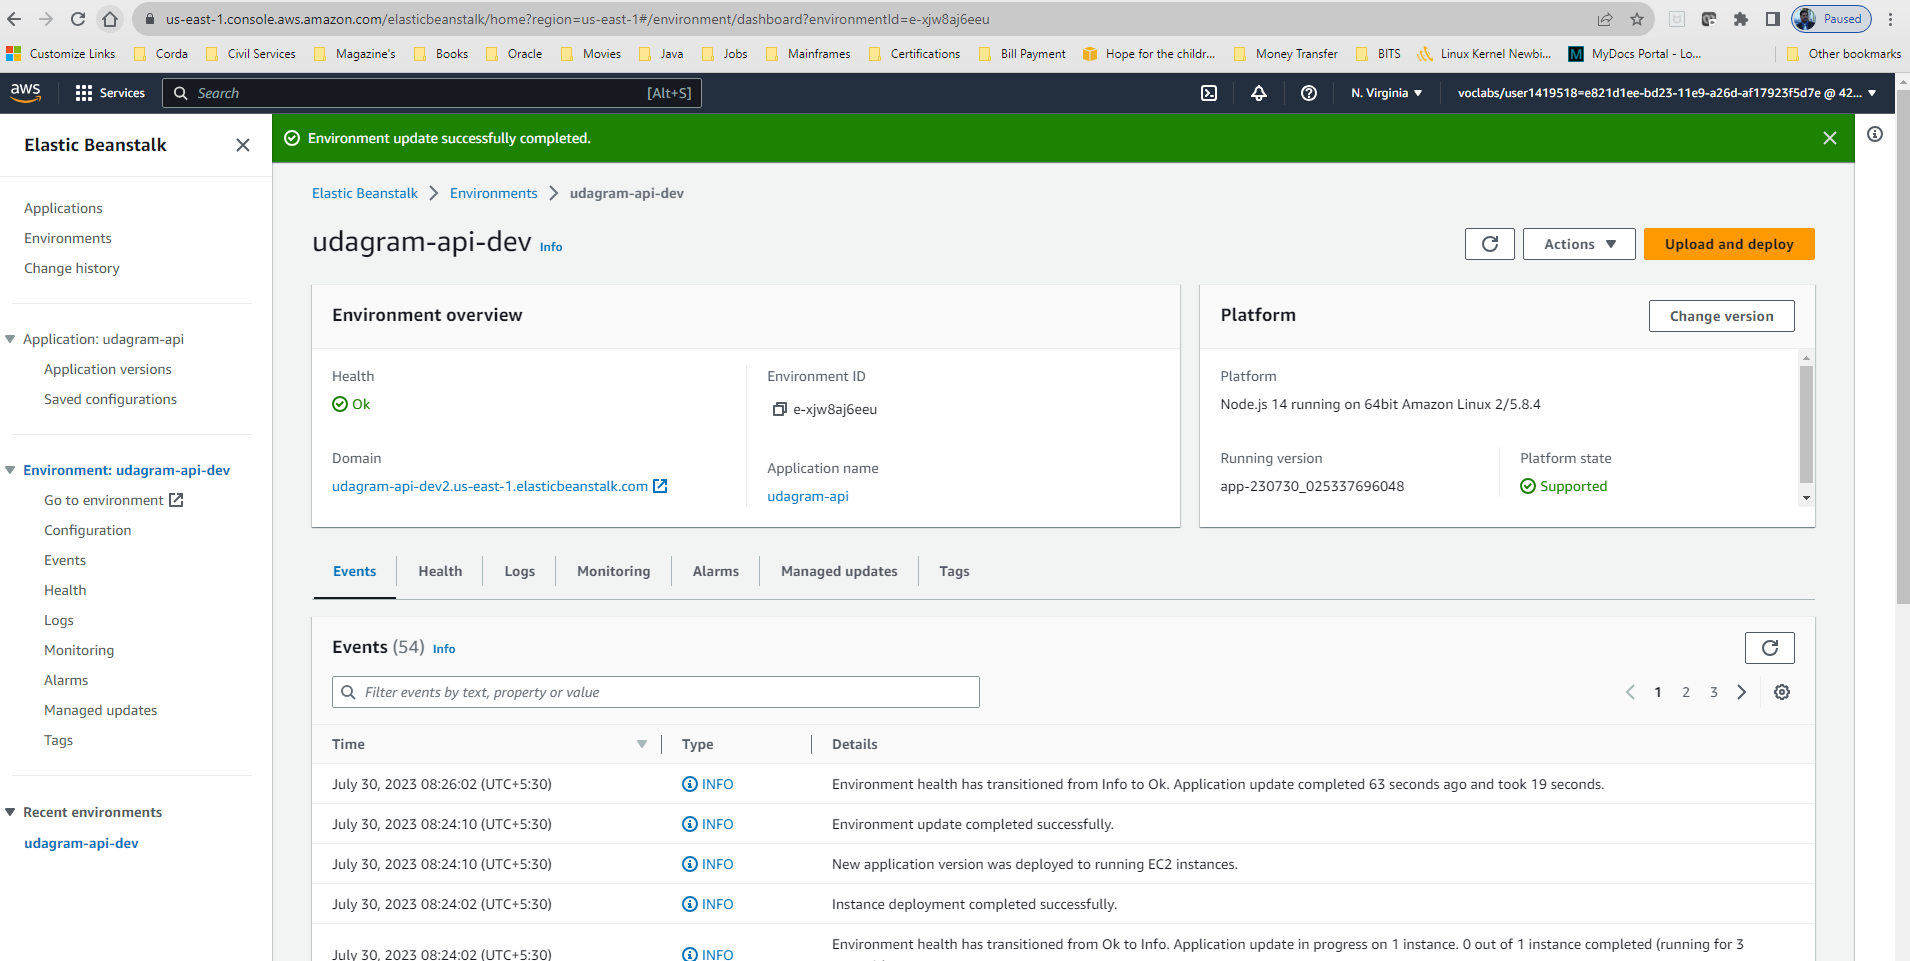 us-east-1.console.aws.amazon.com/elasticbeanstalk/home?region=us-east-1#/environment/dashboard?environmentId=e-xjw8aj6eeu
Paused
Customize Links Corda Civil Services Magazine's Books Oracle Movies Java Jobs Mainframes Certifications Bill Payment Hope for the childr... Money Transfer BITS Linux Kernel Newbi... MyDocs Portal - Lo... Other bookmarks
aws Services Search [Alt+S] N. Virginia voclabs/user1419518=e821d1ee-bd23-11e9-a26d-af17923f5d7e @ 42...
Elastic Beanstalk
Applications
Environments
Change history
Application: udagram-api
Application versions
Saved configurations
Environment: udagram-api-dev
Go to environment
Configuration
Events
Health
Logs
Monitoring
Alarms
Managed updates
Tags
Recent environments
udagram-api-dev
Environment update successfully completed.
Elastic Beanstalk Environments udagram-api-dev
udagram-api-dev Info
Actions Upload and deploy
Environment overview
Health
Ok
Environment ID
e-xjw8aj6eeu
Domain
udagram-api-dev2.us-east-1.elasticbeanstalk.com
Application name
udagram-api
Platform
Change version
Platform
Node.js 14 running on 64bit Amazon Linux 2/5.8.4
Running version
app-230730_025337696048
Platform state
Supported
Events Health Logs Monitoring Alarms Managed updates Tags
Events (54) Info
Filter events by text, property or value
1 2 3
Time Type Details
July 30, 2023 08:26:02 (UTC+5:30) INFO Environment health has transitioned from Info to Ok. Application update completed 63 seconds ago and took 19 seconds.
July 30, 2023 08:24:10 (UTC+5:30) INFO Environment update completed successfully.
July 30, 2023 08:24:10 (UTC+5:30) INFO New application version was deployed to running EC2 instances.
July 30, 2023 08:24:02 (UTC+5:30) INFO Instance deployment completed successfully.
July 30, 2023 08:24:02 (UTC+5:30) INFO Environment health has transitioned from Ok to Info. Application update in progress on 1 instance. 0 out of 1 instance completed (running for 3